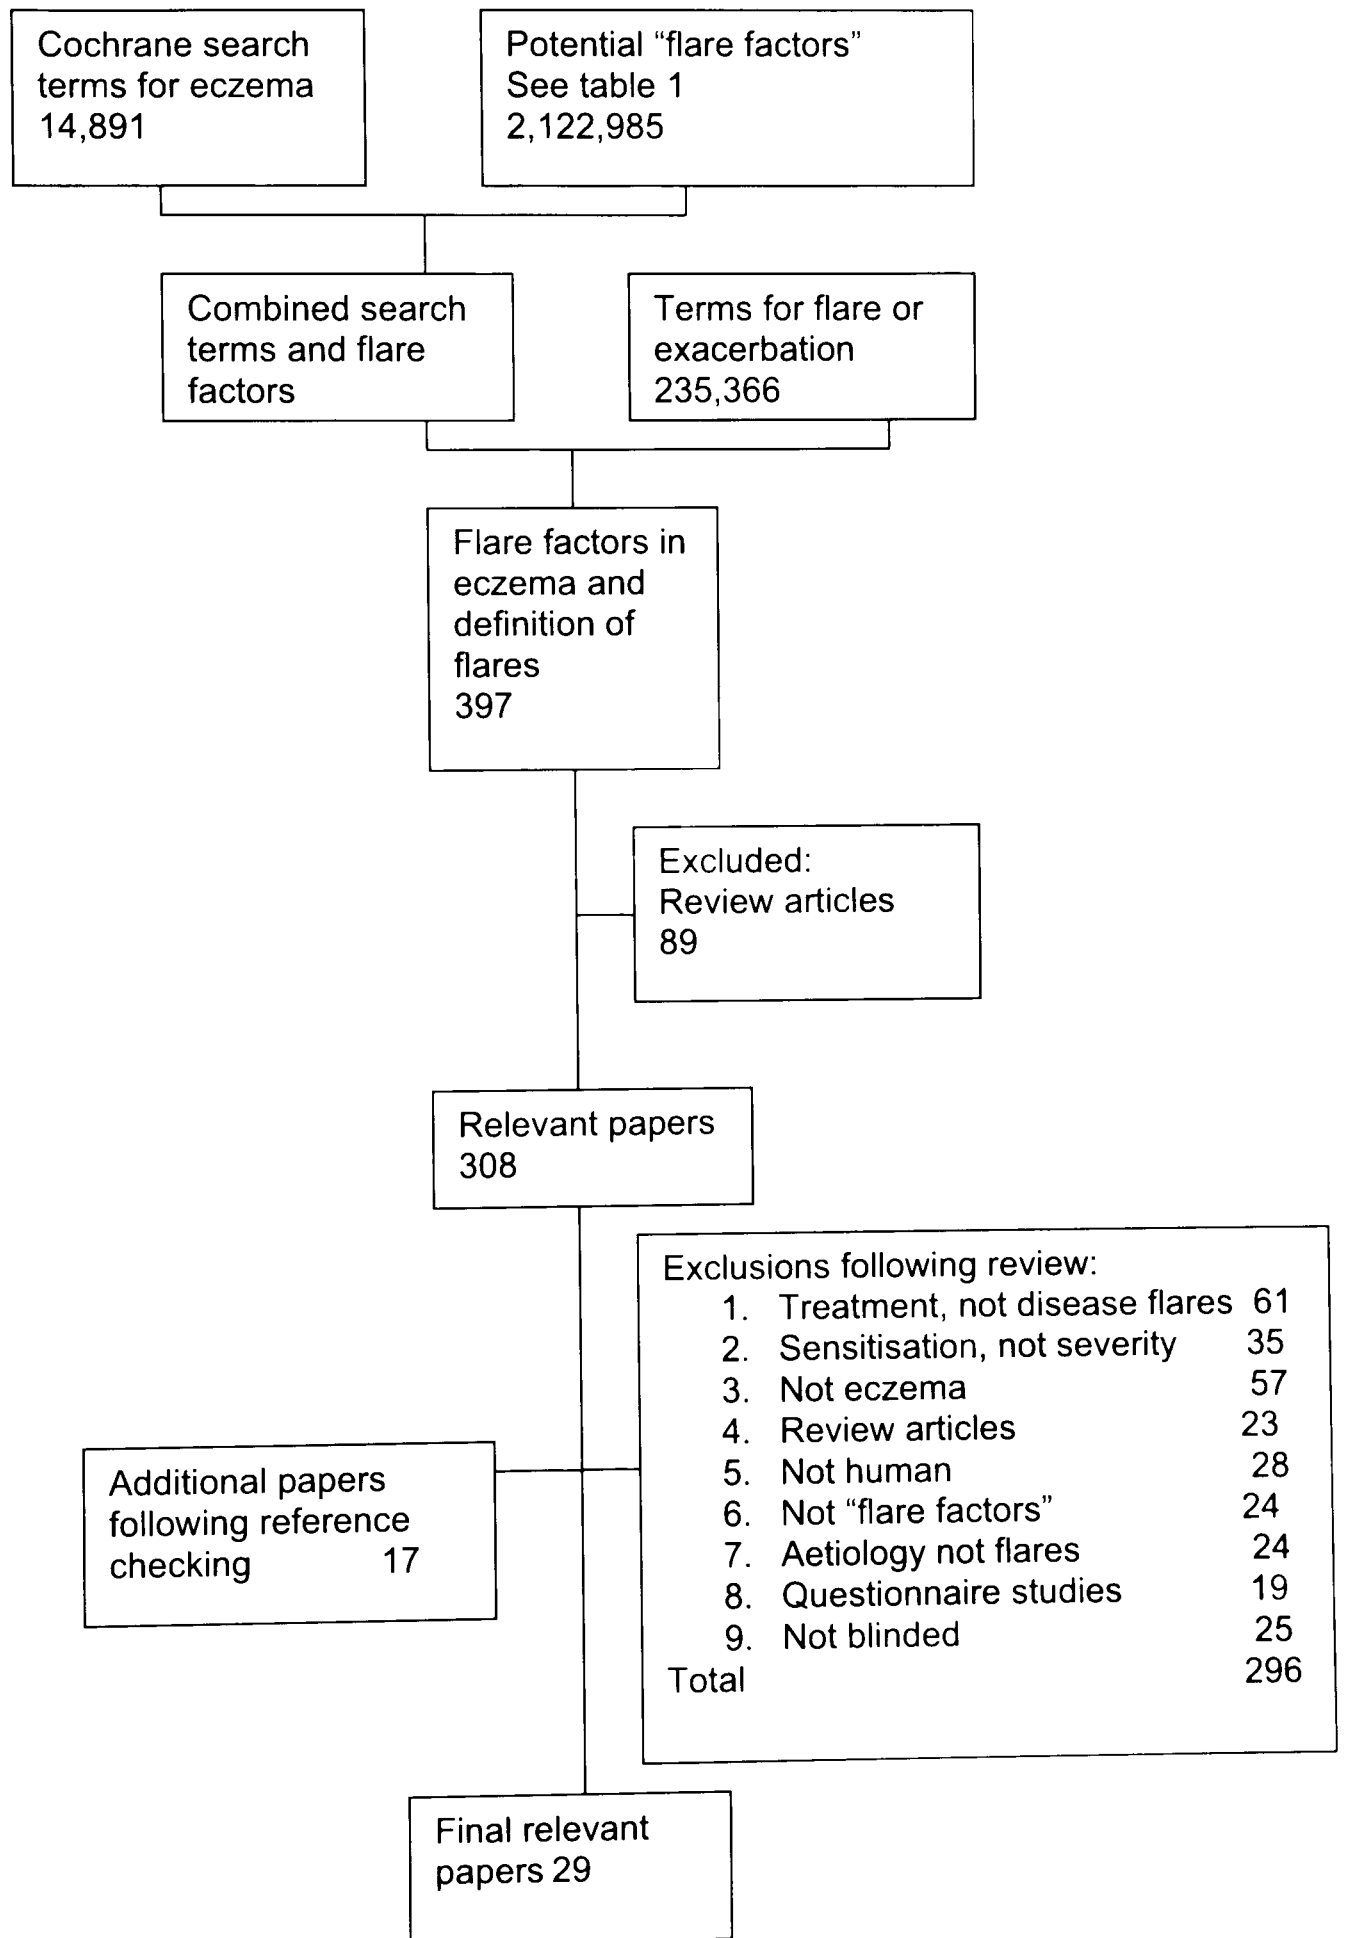 Cochrane search
terms for eczema
14,891
Potential “flare factors”
See table 1
2,122,985
Combined search
terms and flare
factors
Terms for flare or
exacerbation
235,366
Flare factors in
eczema and
definition of
flares
397
Excluded:
Review articles
89
Relevant papers
308
Exclusions following review:
1. Treatment, not disease flares 61
2. Sensitisation, not severity 35
3. Not eczema 57
4. Review articles 23
5. Not human 28
6. Not “flare factors” 24
7. Aetiology not flares 24
8. Questionnaire studies 19
9. Not blinded 25
Total 296
Additional papers
following reference
checking 17
Final relevant
papers 29